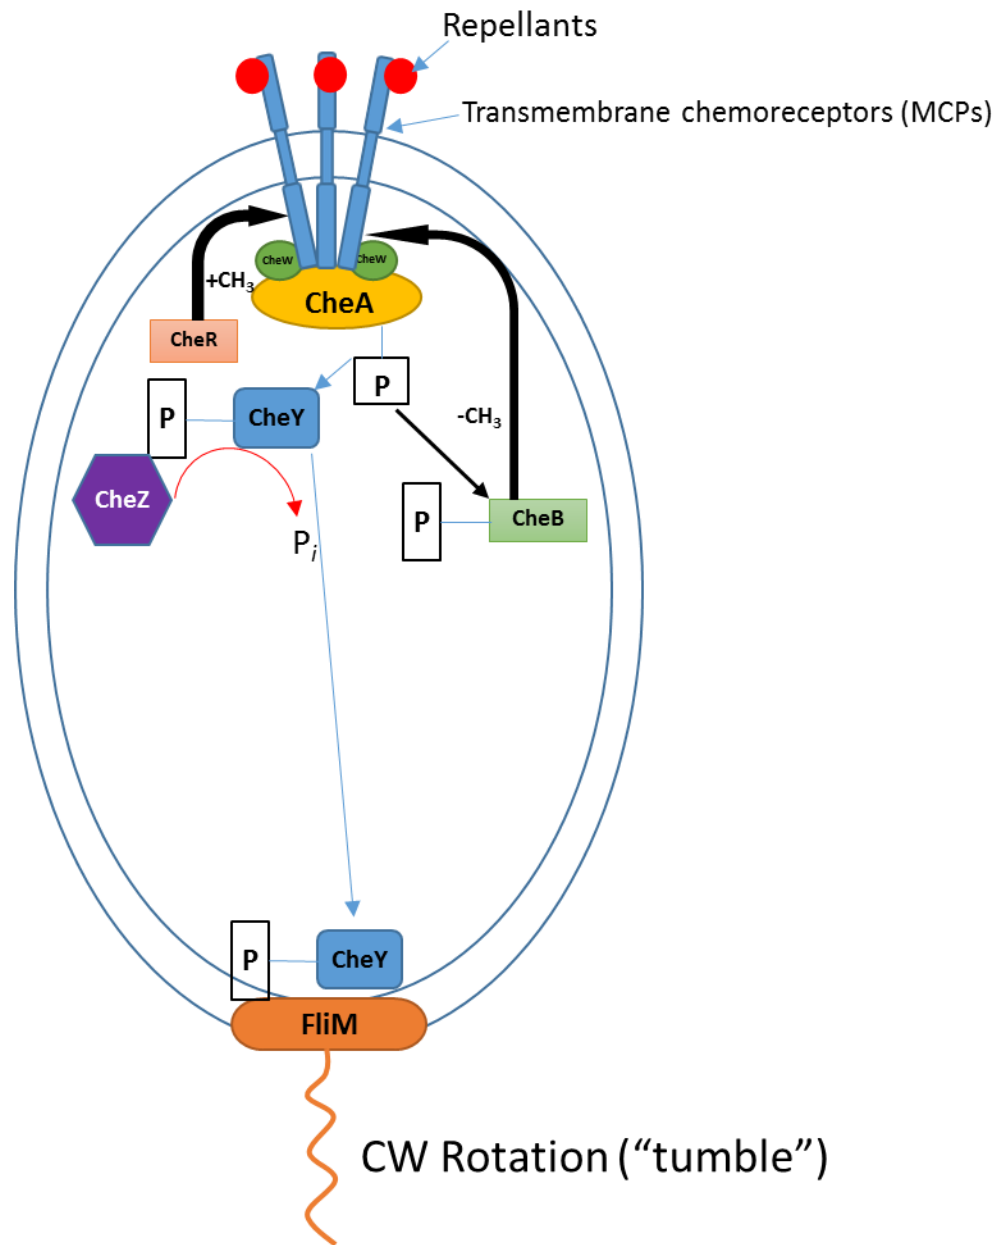 Repellants
Transmembrane chemoreceptors (MCPs)
CheW
CheW
+CH₃
CheA
CheR
P
P
CheY
-CH₃
CheZ
P
CheB
Pᵢ
P
CheY
FliM
CW Rotation (“tumble”)